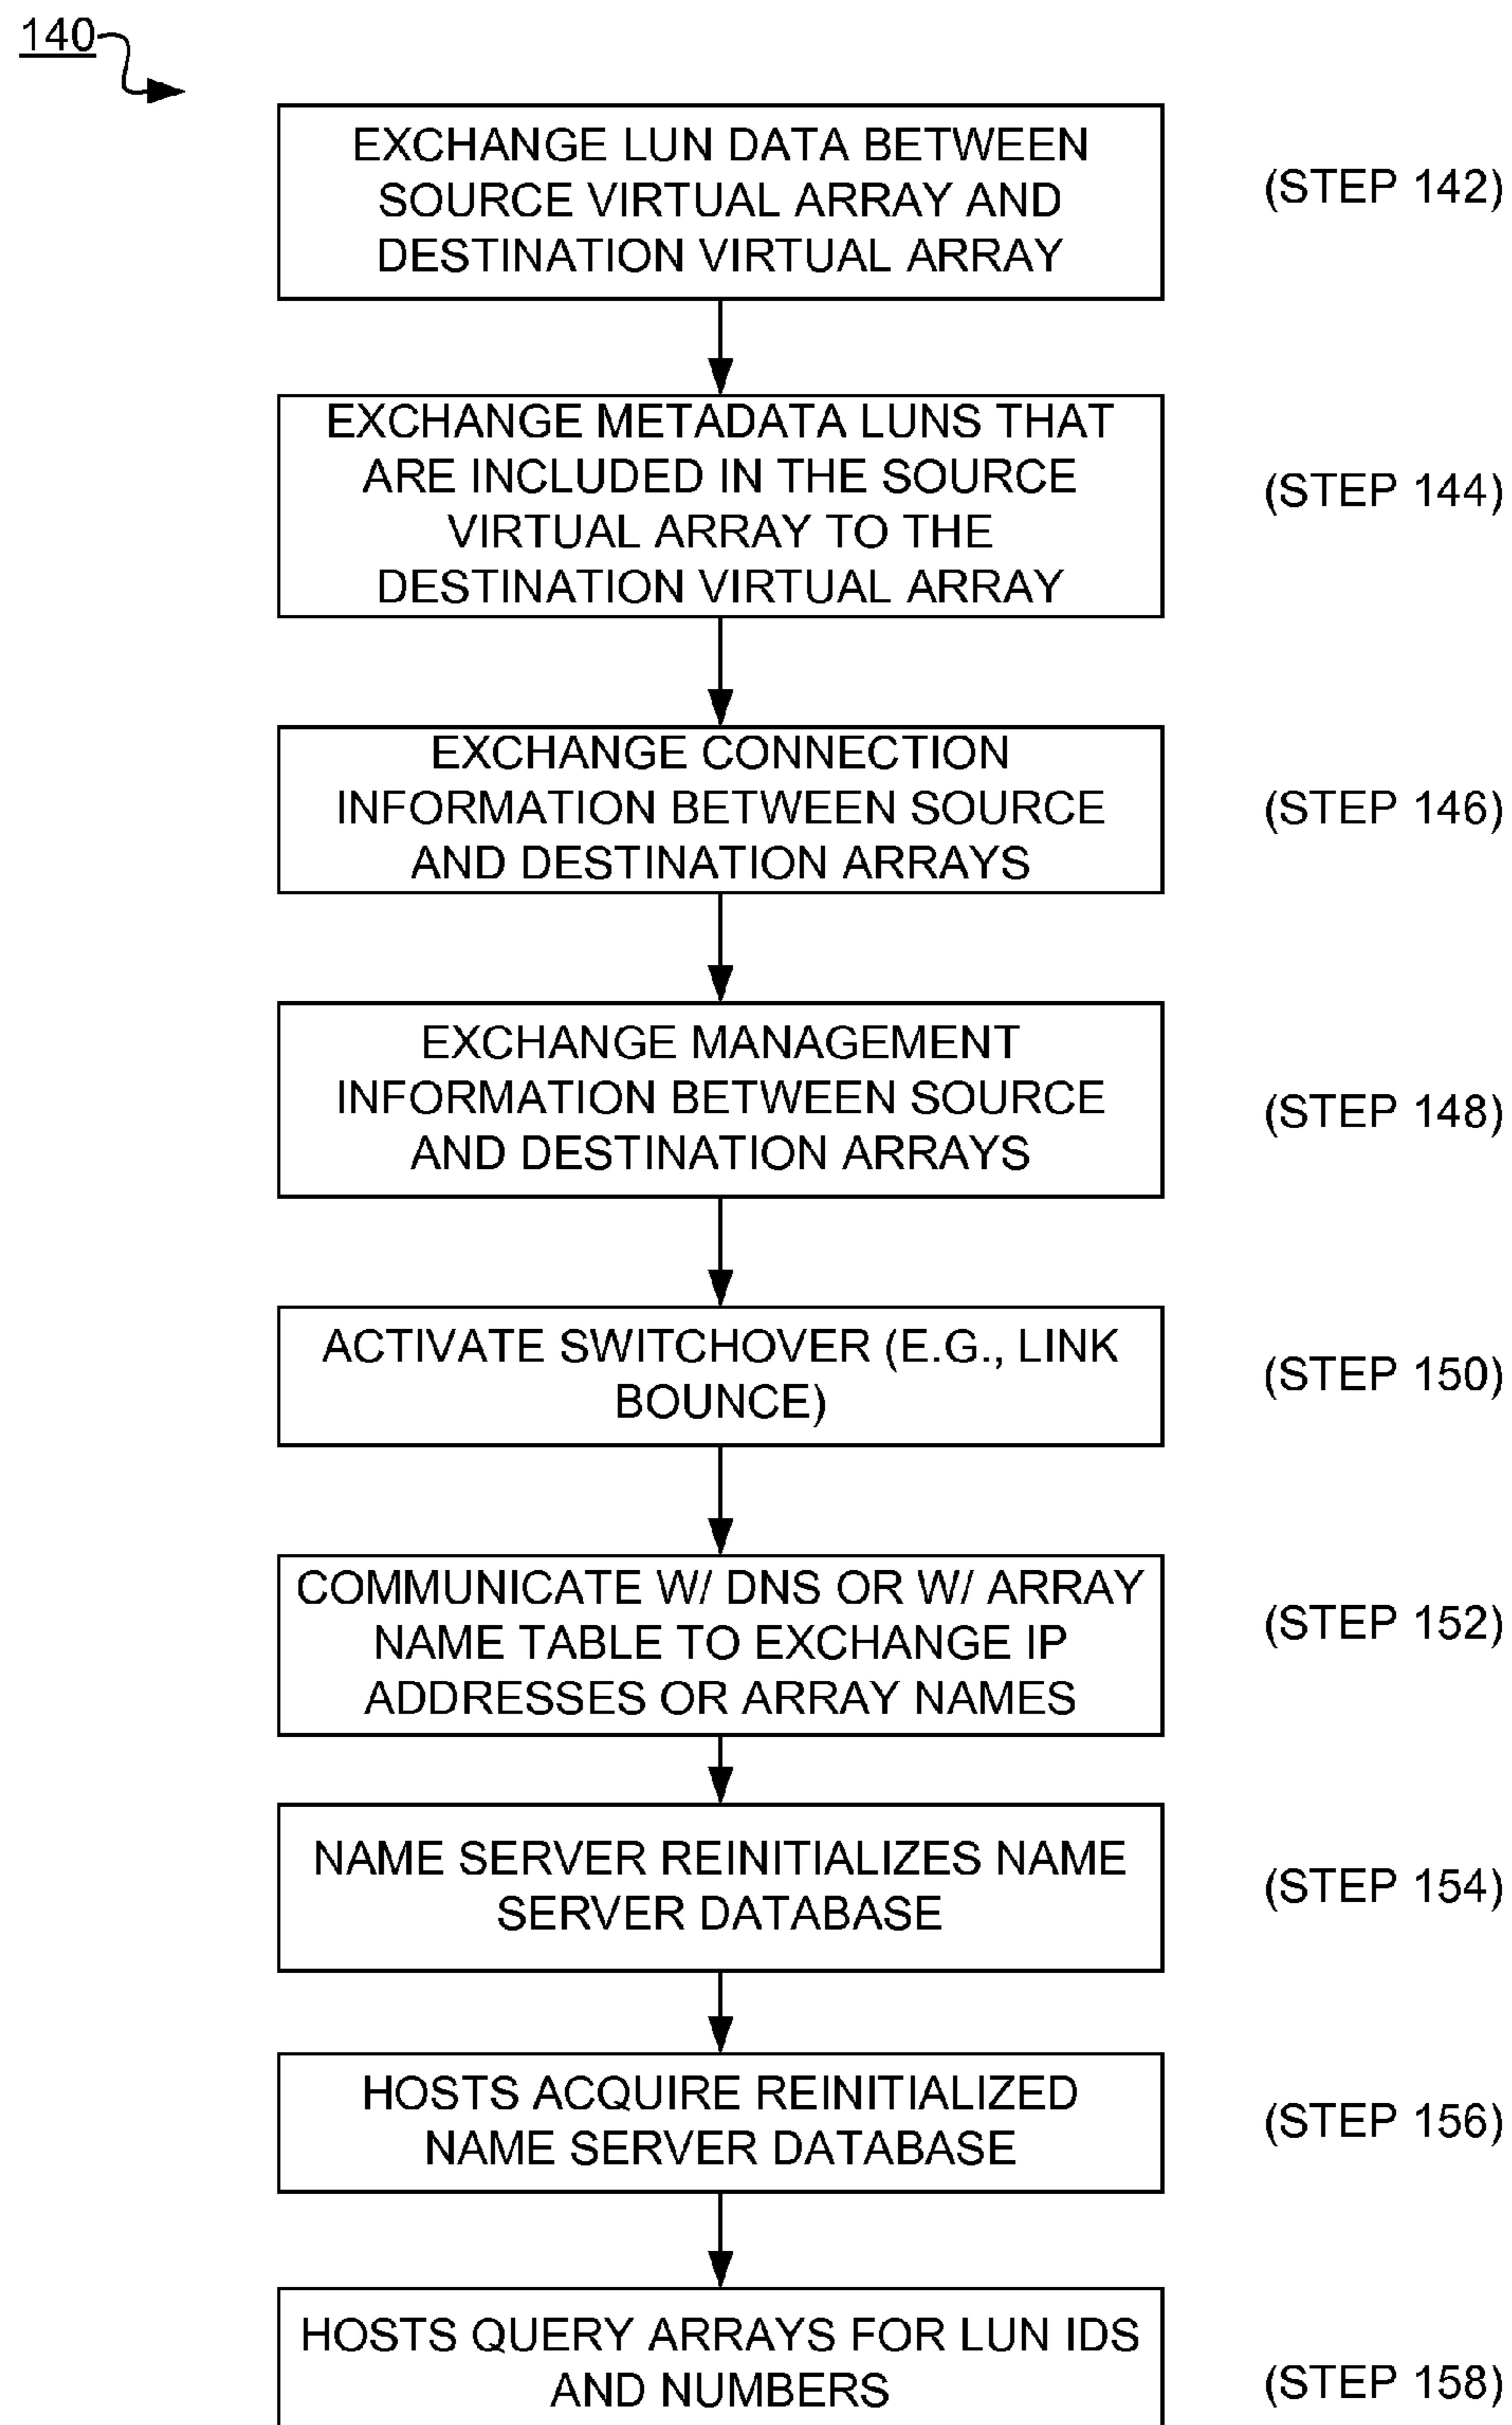 140
EXCHANGE LUN DATA BETWEEN
SOURCE VIRTUAL ARRAY AND
DESTINATION VIRTUAL ARRAY
(STEP 142)
EXCHANGE METADATA LUNS THAT
ARE INCLUDED IN THE SOURCE
VIRTUAL ARRAY TO THE
DESTINATION VIRTUAL ARRAY
(STEP 144)
EXCHANGE CONNECTION
INFORMATION BETWEEN SOURCE
AND DESTINATION ARRAYS
(STEP 146)
EXCHANGE MANAGEMENT
INFORMATION BETWEEN SOURCE
AND DESTINATION ARRAYS
(STEP 148)
ACTIVATE SWITCHOVER (E.G., LINK
BOUNCE)
(STEP 150)
COMMUNICATE W/ DNS OR W/ ARRAY
NAME TABLE TO EXCHANGE IP
ADDRESSES OR ARRAY NAMES
(STEP 152)
NAME SERVER REINITIALIZES NAME
SERVER DATABASE
(STEP 154)
HOSTS ACQUIRE REINITIALIZED
NAME SERVER DATABASE
(STEP 156)
HOSTS QUERY ARRAYS FOR LUN IDS
AND NUMBERS
(STEP 158)